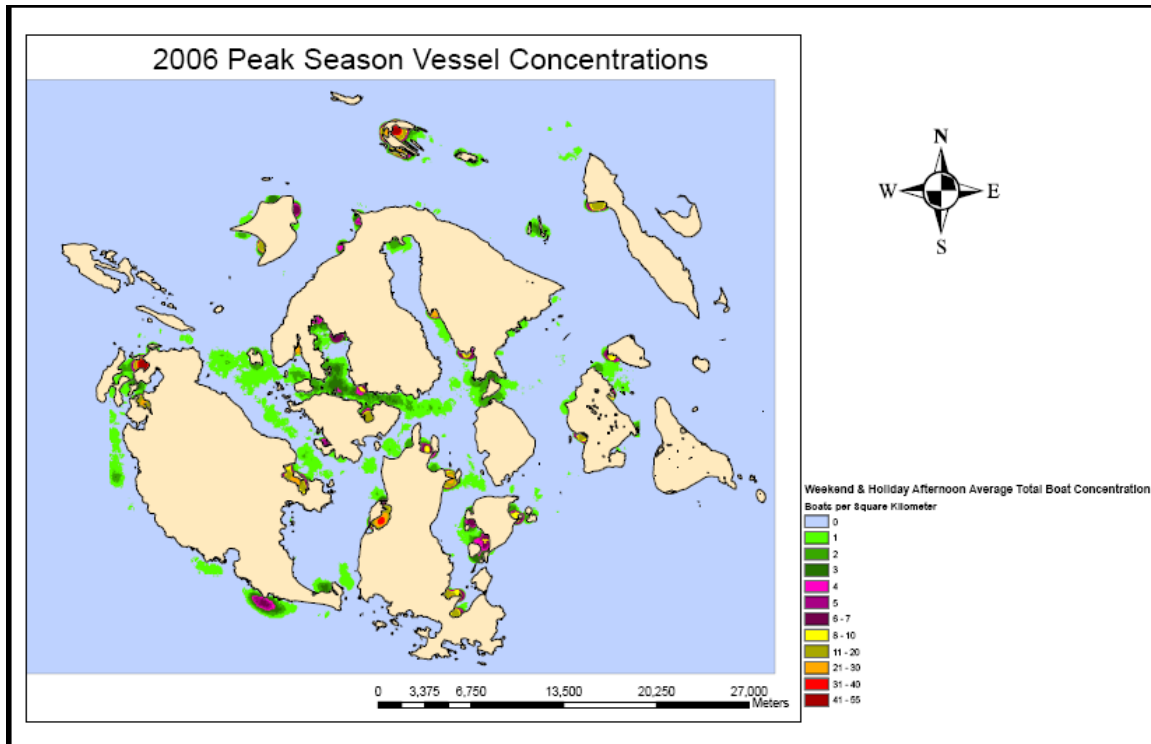 2006 Peak Season Vessel Concentrations
N
W
E
S
Weekend & Holiday Afternoon Average Total Boat Concentration
Boats per Square Kilometer
0
1
2
3
4
5
6 - 7
8 - 10
11 - 20
21 - 30
31 - 40
41 - 55
0 3,375 6,750 13,500 20,250 27,000
Meters